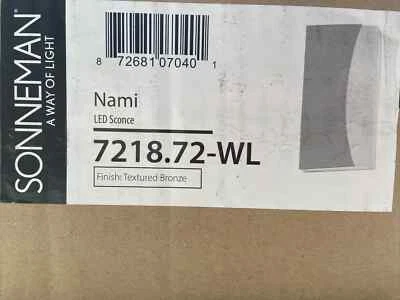 SONNEMAN®
A WAY OF LIGHT
8 72681 07040 1
Nami
LED Sconce
7218.72-WL
Finish: Textured Bronze